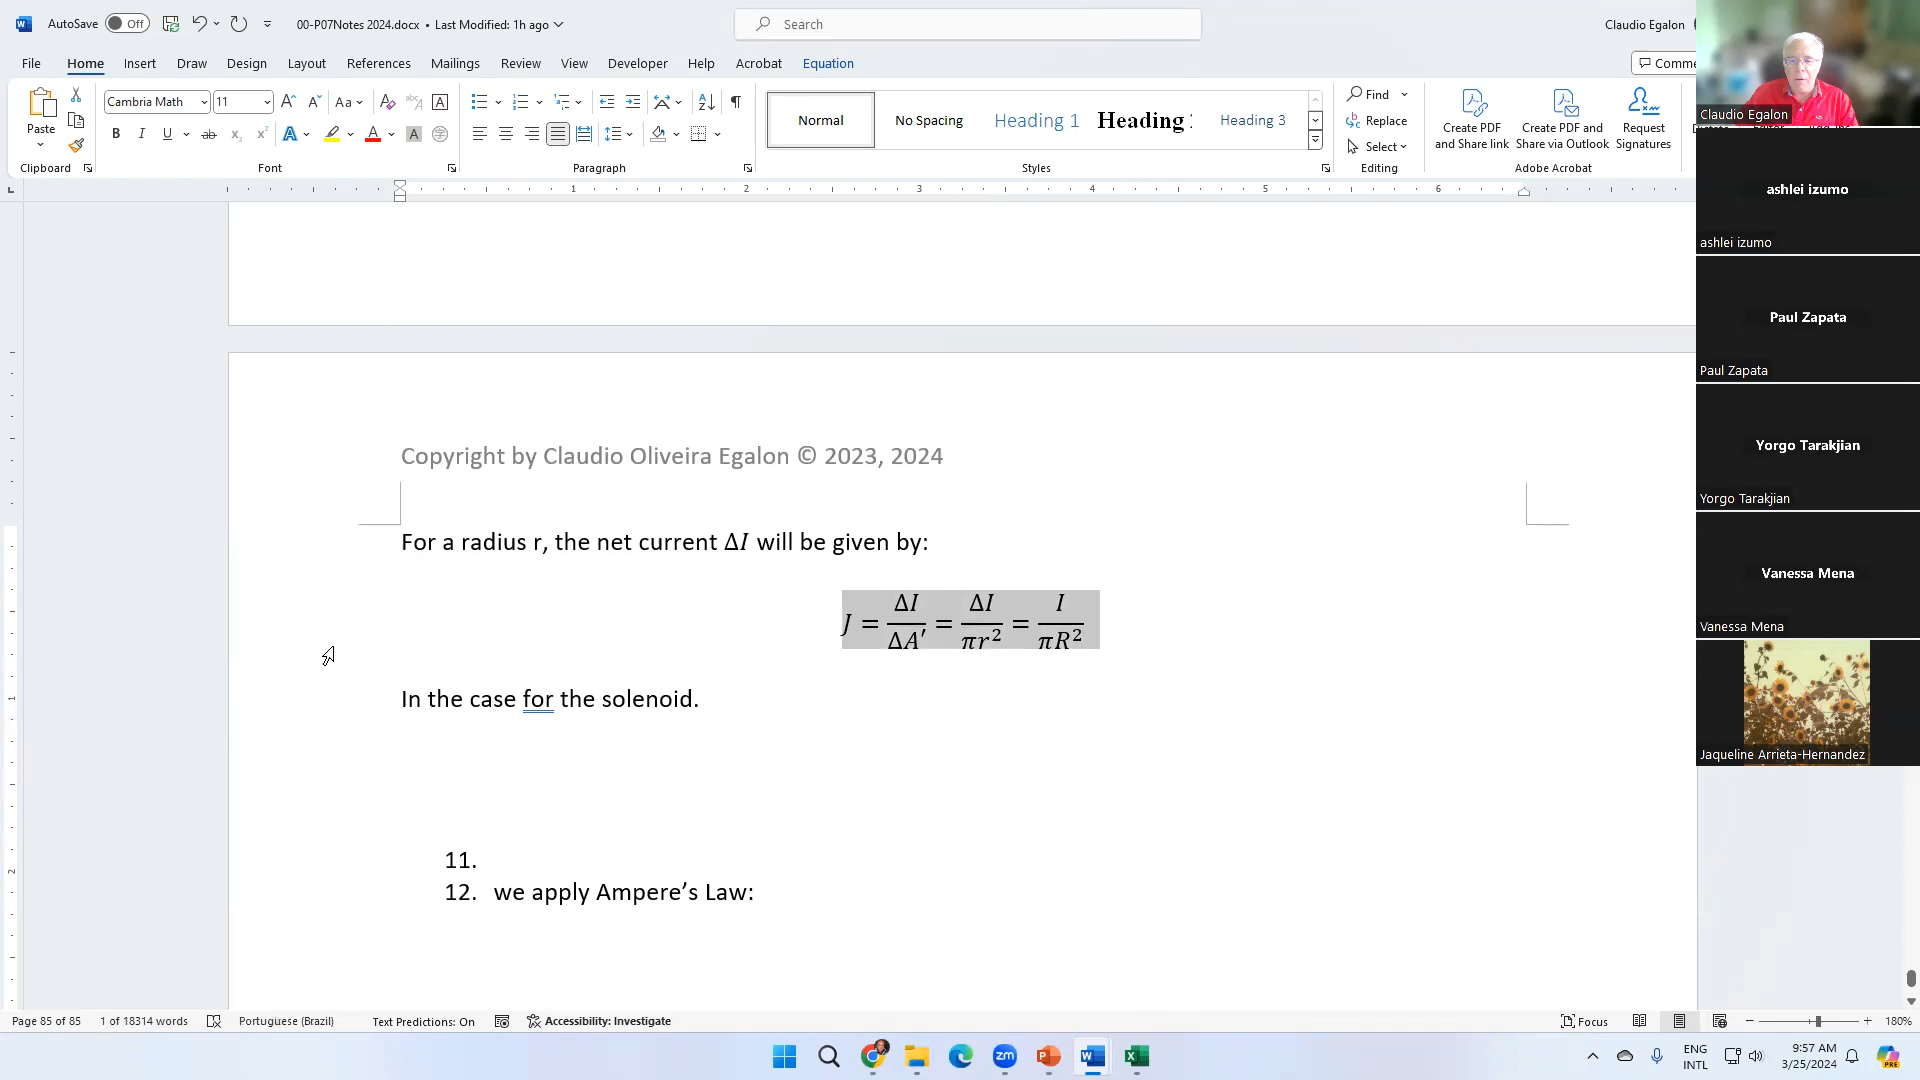 AutoSave Off 00-P07Notes 2024.docx • Last Modified: 1h ago Search Claudio Egalon
File Home Insert Draw Design Layout References Mailings Review View Developer Help Acrobat Equation
Paste
Clipboard
Cambria Math 11
Font
Paragraph
Normal No Spacing Heading 1 Heading Heading 3
Styles
Find
Replace
Select
Editing
Create PDF and Share link
Create PDF and Share via Outlook
Request Signatures
Adobe Acrobat
1 2 3 4 5 6
Copyright by Claudio Oliveira Egalon © 2023, 2024
For a radius r, the net current ΔI will be given by:
J = ΔI/ΔA′ = ΔI/πr² = I/πR²
In the case for the solenoid.
11.
12. we apply Ampere’s Law:
Claudio Egalon
ashlei izumo
ashlei izumo
Paul Zapata
Paul Zapata
Yorgo Tarakjian
Yorgo Tarakjian
Vanessa Mena
Vanessa Mena
Jaqueline Arrieta-Hernandez
Page 85 of 85 1 of 18314 words Portuguese (Brazil) Text Predictions: On Accessibility: Investigate Focus 180%
ENG
INTL
9:57 AM
3/25/2024